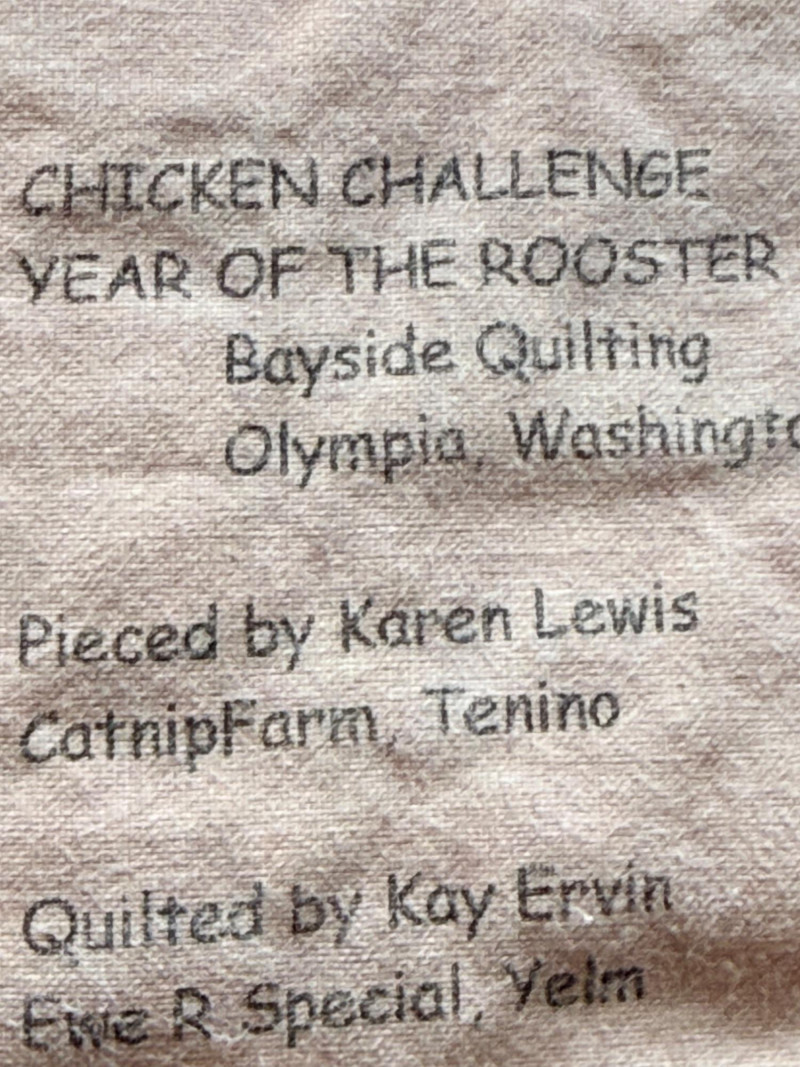 CHICKEN CHALLENGE
YEAR OF THE ROOSTER
Bayside Quilting
Olympia, Washingto
Pieced by Karen Lewis
CatnipFarm, Tenino
Quilted by Kay Ervin
Ewe R Special, Yelm